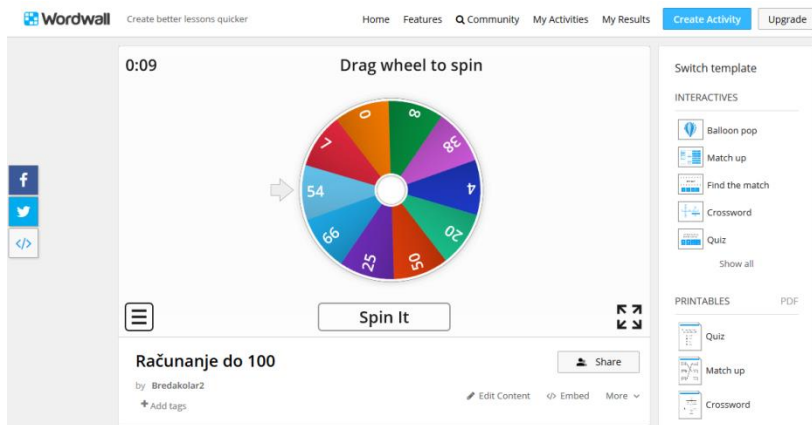 Wordwall Create better lessons quicker Home Features Community My Activities My Results Create Activity Upgrade
0:09 Drag wheel to spin
0
8
38
4
20
50
25
66
54
7
Spin It
Računanje do 100
Share
by Bredakolar2
+ Add tags
Edit Content </> Embed More
f
</>
Switch template
INTERACTIVES
Balloon pop
Match up
Find the match
Crossword
Quiz
Show all
PRINTABLES PDF
Quiz
Match up
Crossword